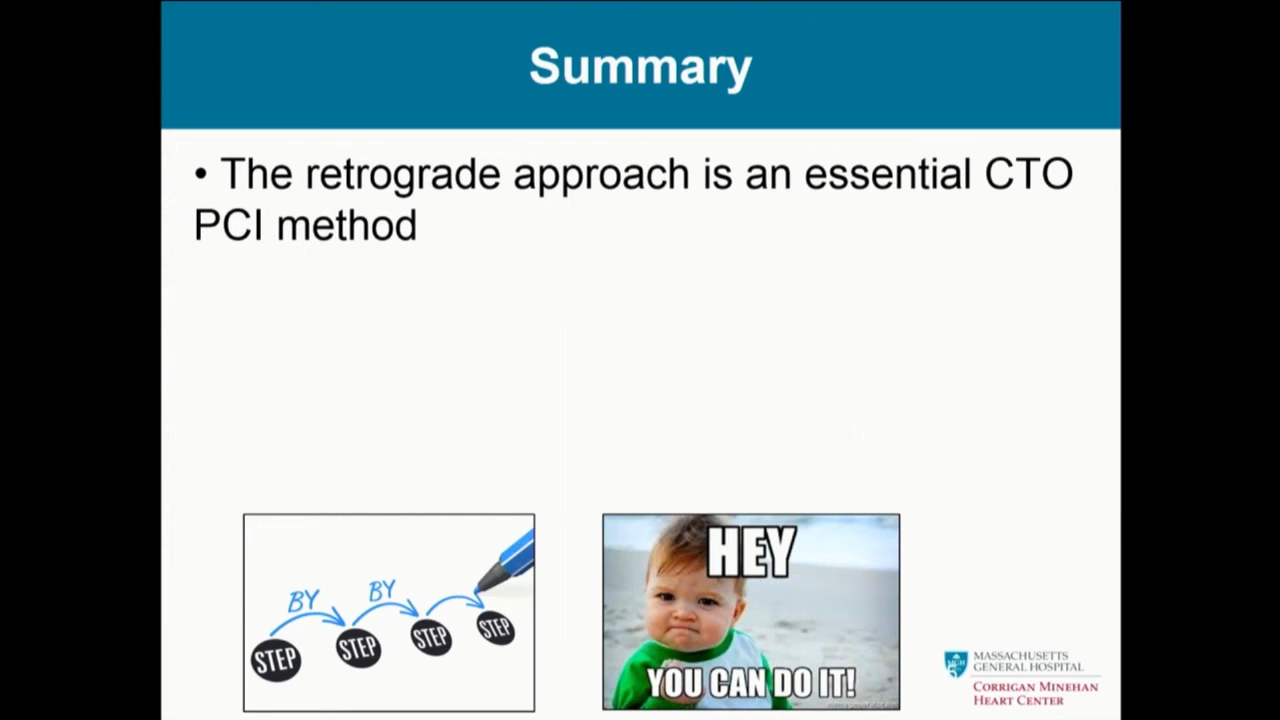 Summary
• The retrograde approach is an essential CTO
PCI method
BY BY
STEP STEP STEP STEP
HEY
YOU CAN DO IT!
MASSACHUSETTS
GENERAL HOSPITAL
CORRIGAN MINEHAN
HEART CENTER